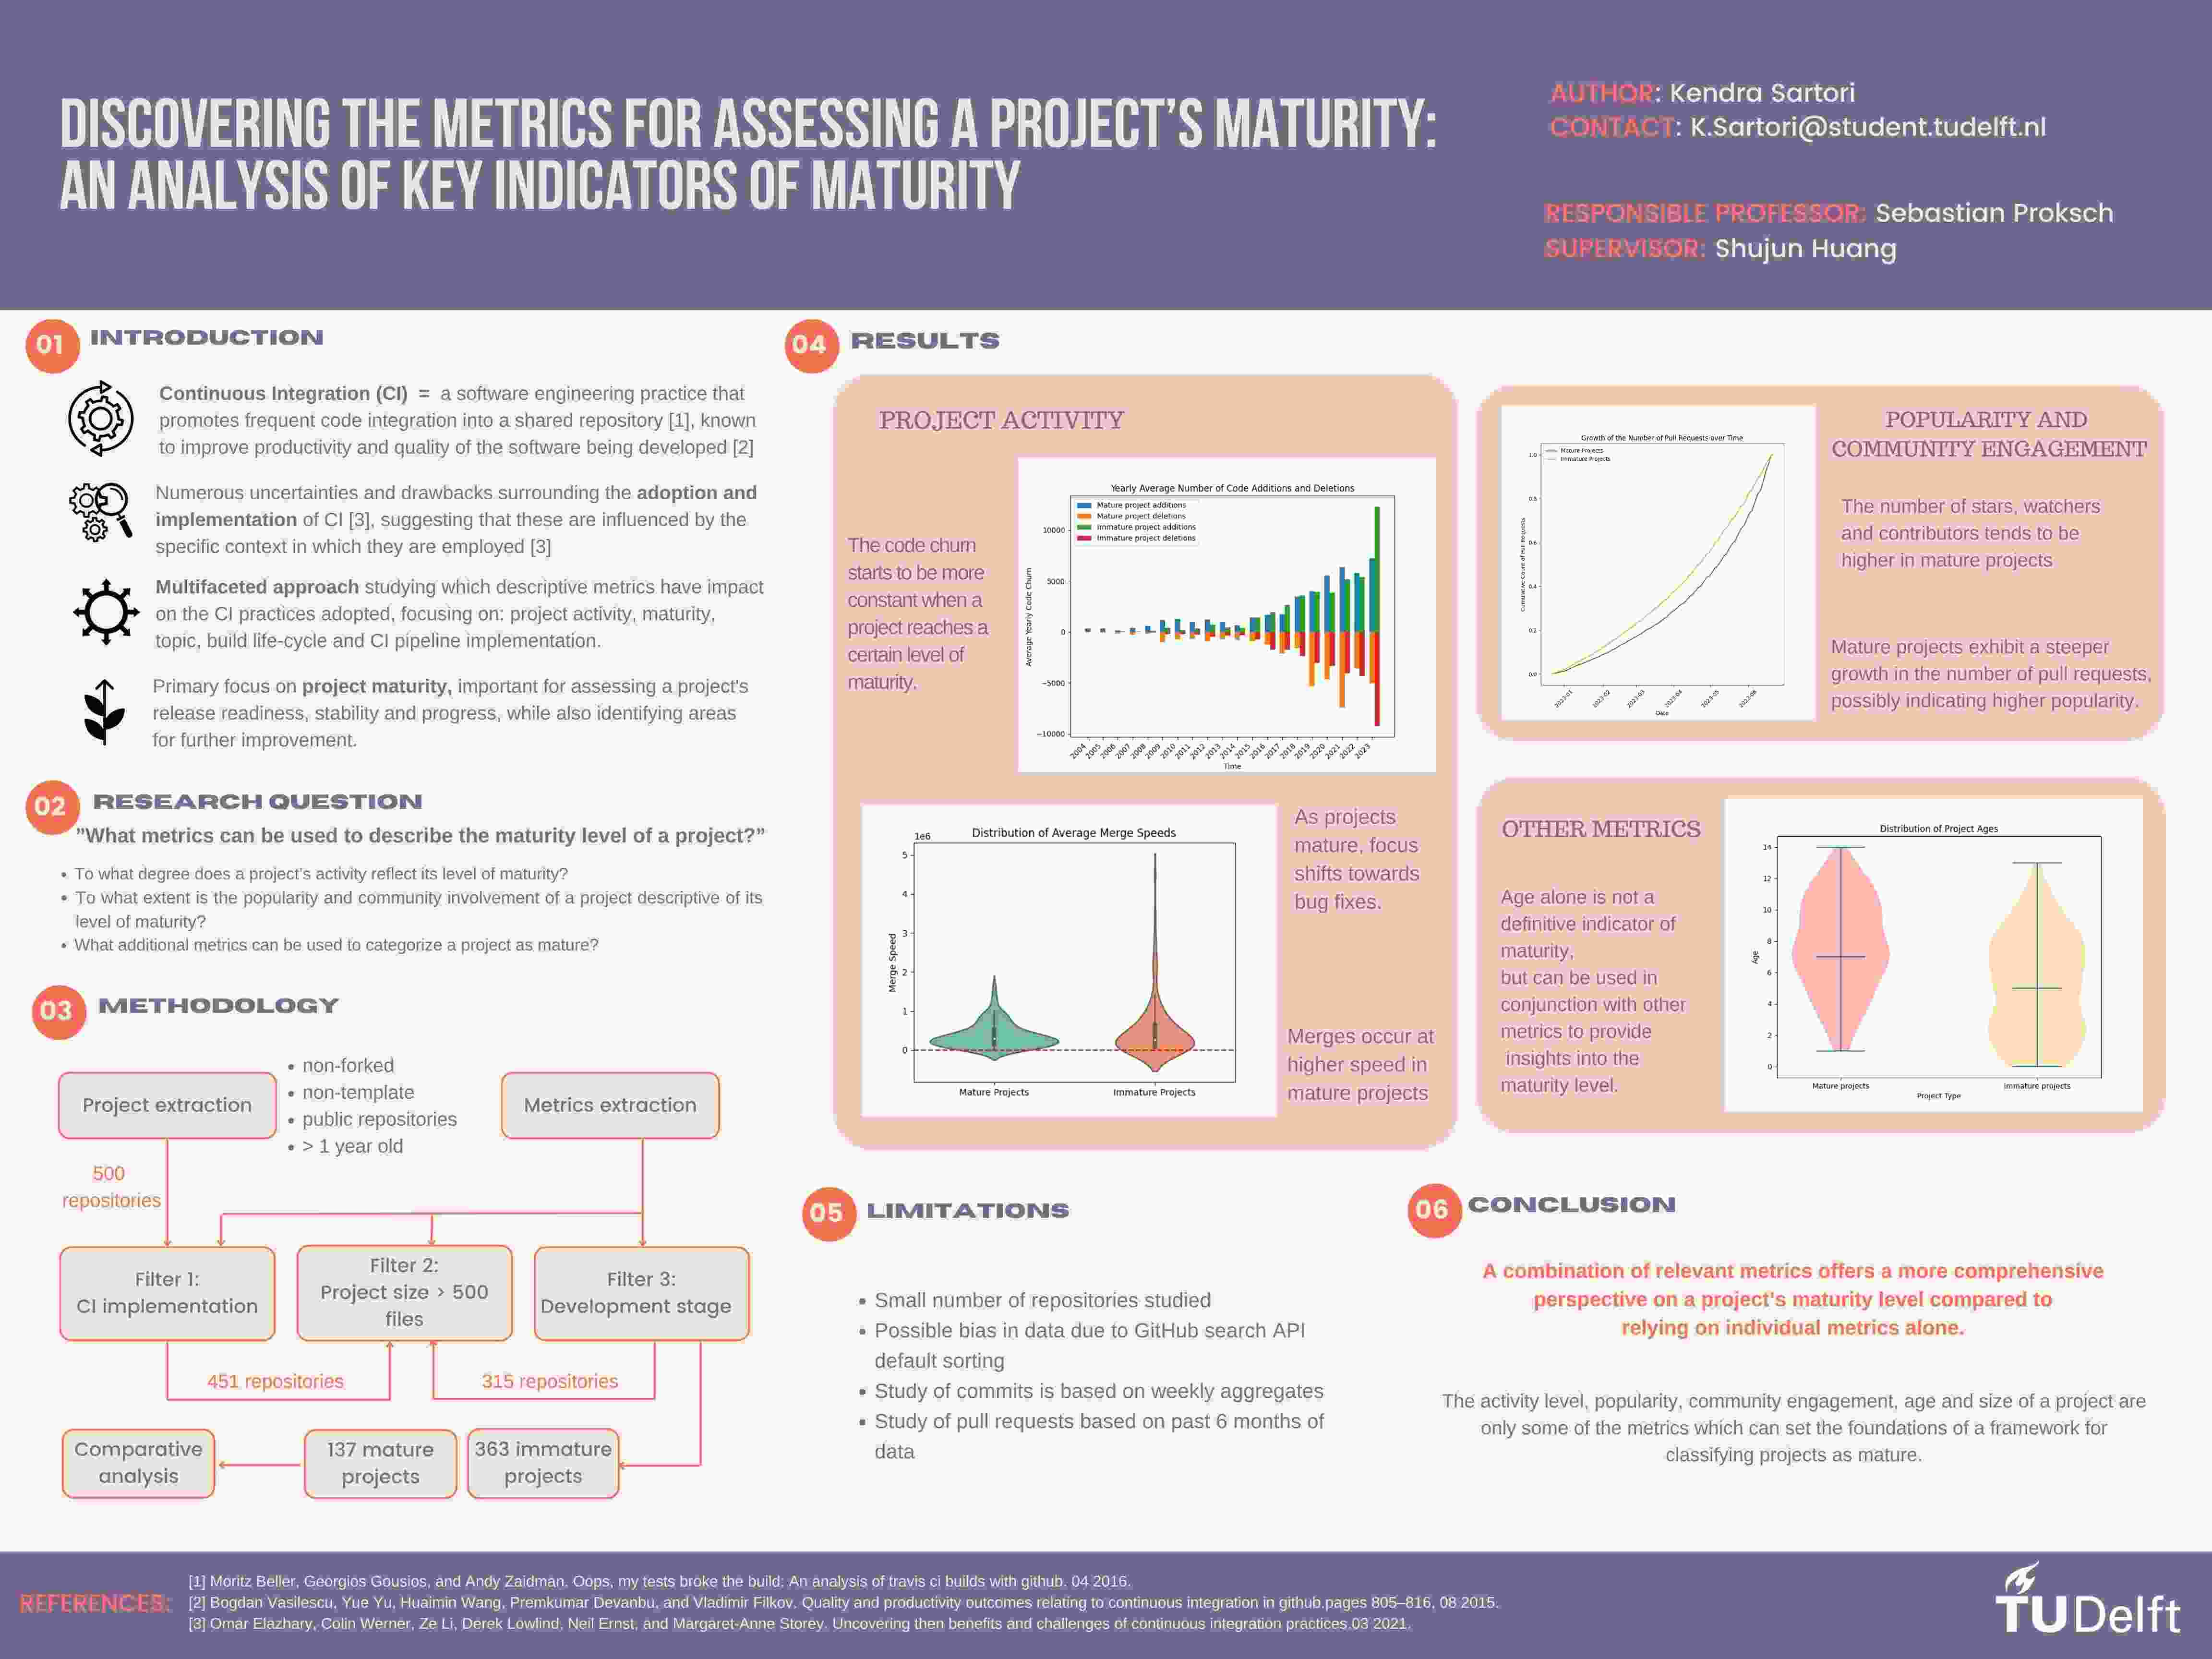 DISCOVERING THE METRICS FOR ASSESSING A PROJECT'S MATURITY:
AN ANALYSIS OF KEY INDICATORS OF MATURITY
AUTHOR: Kendra Sartori
CONTACT: K.Sartori@student.tudelft.nl
RESPONSIBLE PROFESSOR: Sebastian Proksch
SUPERVISOR: Shujun Huang
01 INTRODUCTION
Continuous Integration (CI) = a software engineering practice that
promotes frequent code integration into a shared repository [1], known
to improve productivity and quality of the software being developed [2]
Numerous uncertainties and drawbacks surrounding the adoption and
implementation of CI [3], suggesting that these are influenced by the
specific context in which they are employed [3]
Multifaceted approach studying which descriptive metrics have impact
on the CI practices adopted, focusing on: project activity, maturity,
topic, build life-cycle and CI pipeline implementation.
Primary focus on project maturity, important for assessing a project's
release readiness, stability and progress, while also identifying areas
for further improvement.
02 RESEARCH QUESTION
"What metrics can be used to describe the maturity level of a project?"
• To what degree does a project's activity reflect its level of maturity?
• To what extent is the popularity and community involvement of a project descriptive of its
level of maturity?
• What additional metrics can be used to categorize a project as mature?
03 METHODOLOGY
Project extraction
• non-forked
• non-template
• public repositories
• > 1 year old
Metrics extraction
500
repositories
Filter 1:
CI implementation
Filter 2:
Project size > 500
files
Filter 3:
Development stage
451 repositories
315 repositories
Comparative
analysis
137 mature
projects
363 immature
projects
04 RESULTS
PROJECT ACTIVITY
The code churn
starts to be more
constant when a
project reaches a
certain level of
maturity.
Yearly Average Number of Code Additions and Deletions
Mature project additions
Mature project deletions
Immature project additions
Immature project deletions
Average Yearly Code Churn
10000
5000
0
−5000
−10000
2004 2005 2006 2007 2008 2009 2010 2011 2012 2013 2014 2015 2016 2017 2018 2019 2020 2021 2022 2023
Time
Distribution of Average Merge Speeds
1e6
Merge Speed
5
4
3
2
1
0
Mature Projects Immature Projects
As projects
mature, focus
shifts towards
bug fixes.
Merges occur at
higher speed in
mature projects
Growth of the Number of Pull Requests over Time
Mature Projects
Immature Projects
Cumulative Count of Pull Requests
1.0
0.8
0.6
0.4
0.2
0.0
2023-01 2023-02 2023-03 2023-04 2023-05 2023-06
Date
POPULARITY AND
COMMUNITY ENGAGEMENT
The number of stars, watchers
and contributors tends to be
higher in mature projects
Mature projects exhibit a steeper
growth in the number of pull requests,
possibly indicating higher popularity.
OTHER METRICS
Age alone is not a
definitive indicator of
maturity,
but can be used in
conjunction with other
metrics to provide
insights into the
maturity level.
Distribution of Project Ages
Age
14
12
10
8
6
4
2
0
Mature projects immature projects
Project Type
05 LIMITATIONS
• Small number of repositories studied
• Possible bias in data due to GitHub search API
default sorting
• Study of commits is based on weekly aggregates
• Study of pull requests based on past 6 months of
data
06 CONCLUSION
A combination of relevant metrics offers a more comprehensive
perspective on a project's maturity level compared to
relying on individual metrics alone.
The activity level, popularity, community engagement, age and size of a project are
only some of the metrics which can set the foundations of a framework for
classifying projects as mature.
REFERENCES:
[1] Moritz Beller, Georgios Gousios, and Andy Zaidman. Oops, my tests broke the build: An analysis of travis ci builds with github. 04 2016.
[2] Bogdan Vasilescu, Yue Yu, Huaimin Wang, Premkumar Devanbu, and Vladimir Filkov. Quality and productivity outcomes relating to continuous integration in github.pages 805–816, 08 2015.
[3] Omar Elazhary, Colin Werner, Ze Li, Derek Lowlind, Neil Ernst, and Margaret-Anne Storey. Uncovering then benefits and challenges of continuous integration practices.03 2021.
TUDelft